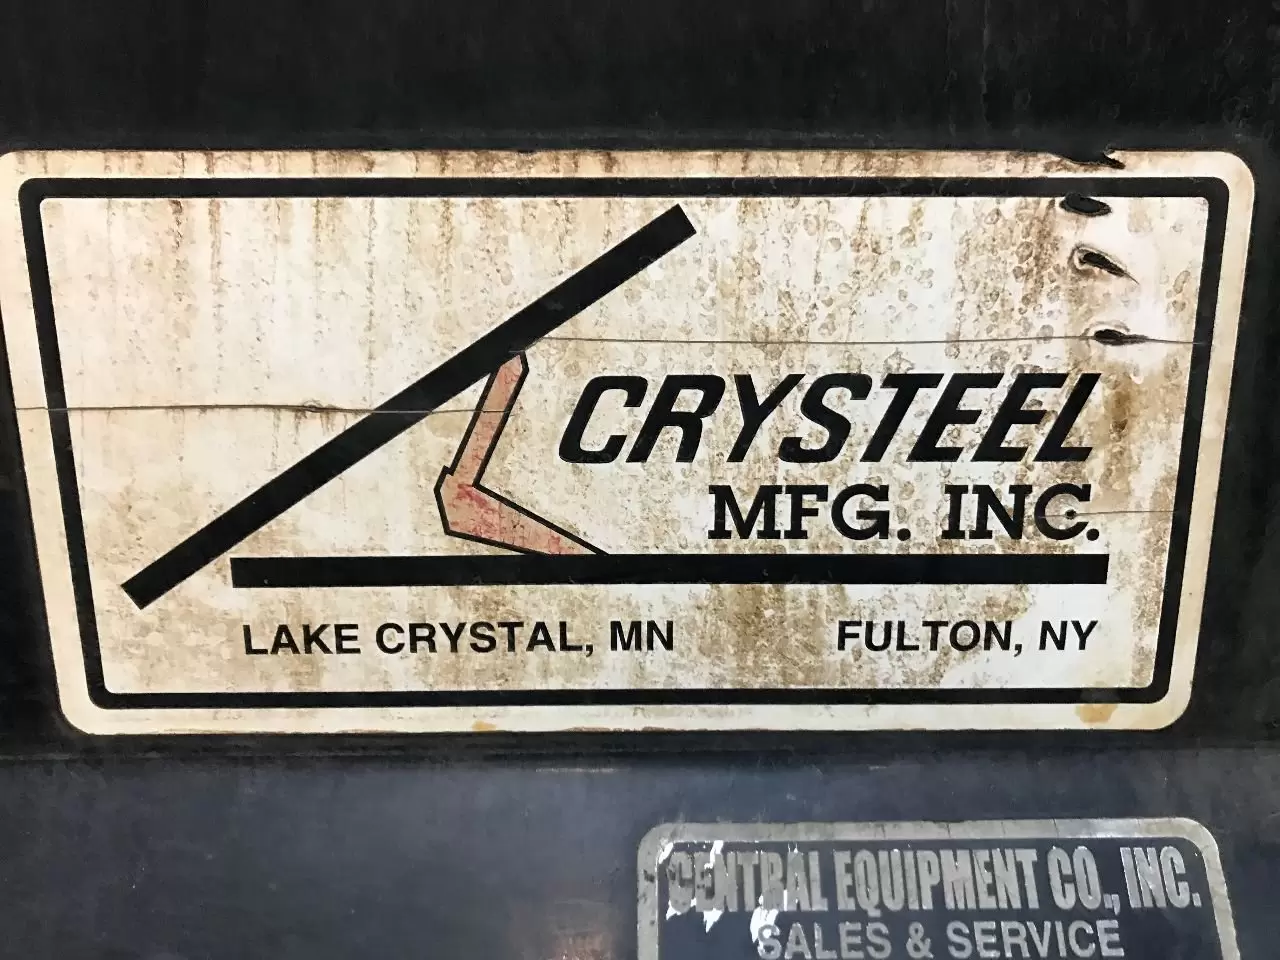 CRYSTEEL
MFG. INC.
LAKE CRYSTAL, MN
FULTON, NY
CENTRAL EQUIPMENT CO., INC.
SALES & SERVICE